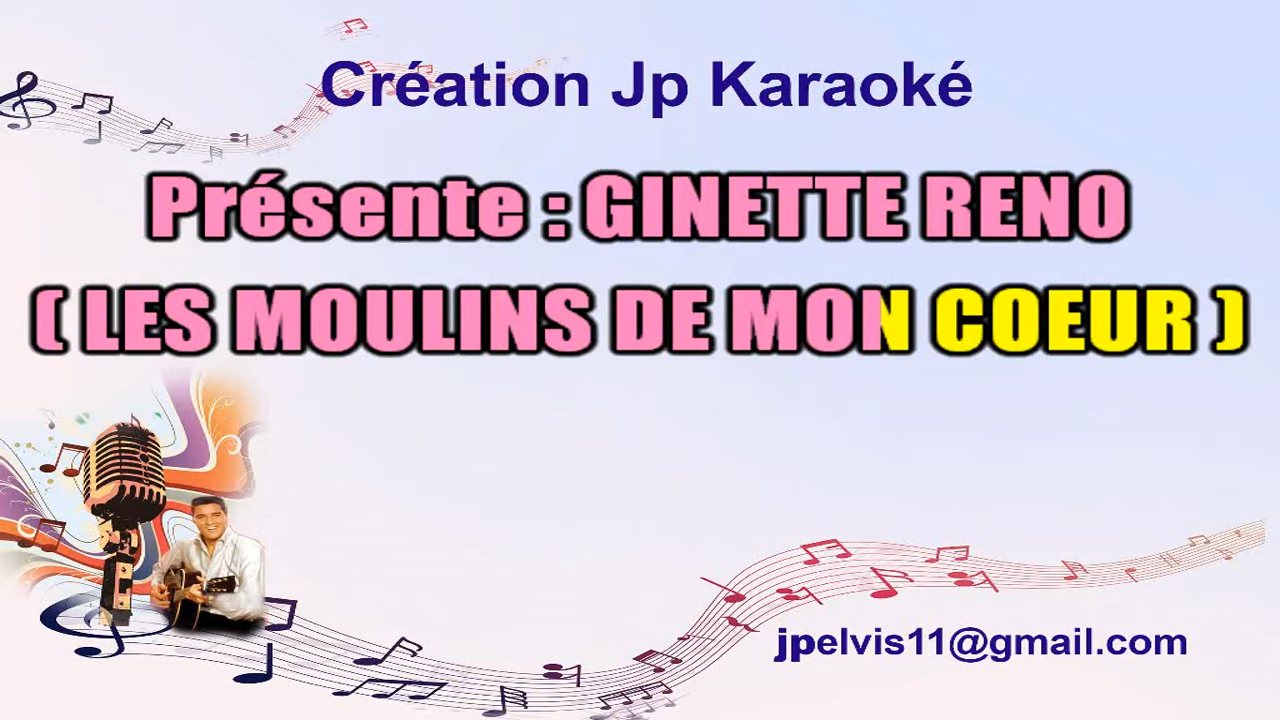 Création Jp Karaoké
Présente : GINETTE RENO
( LES MOULINS DE MON COEUR )
jpelvis11@gmail.com